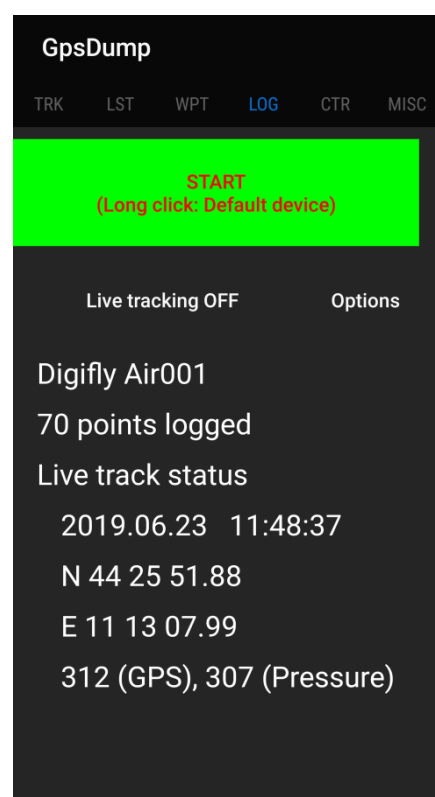 GpsDump
TRK LST WPT LOG CTR MISC
START
(Long click: Default device)
Live tracking OFF Options
Digifly Air001
70 points logged
Live track status
2019.06.23 11:48:37
N 44 25 51.88
E 11 13 07.99
312 (GPS), 307 (Pressure)